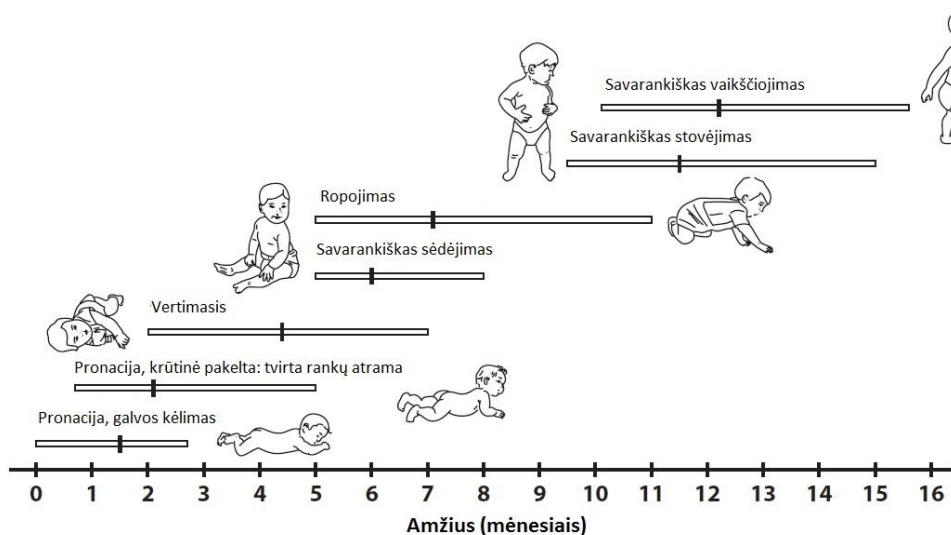 Savarankiškas vaikščiojimas
Savarankiškas stovėjimas
Ropojimas
Savarankiškas sėdėjimas
Vertimasis
Pronacija, krūtinė pakelta: tvirta rankų atrama
Pronacija, galvos kėlimas
0 1 2 3 4 5 6 7 8 9 10 11 12 13 14 15 16
Amžius (mėnesiais)